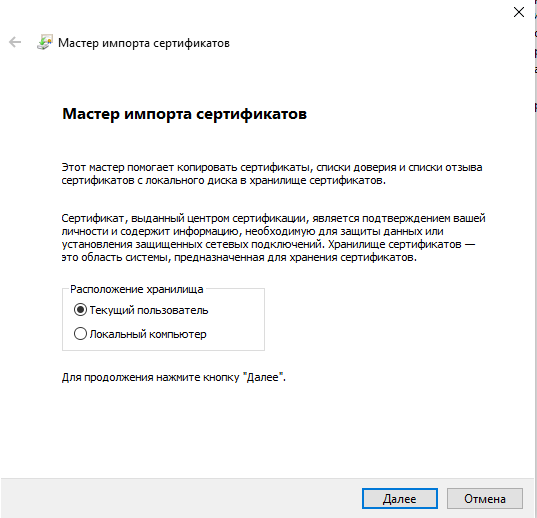 Мастер импорта сертификатов
Мастер импорта сертификатов
Этот мастер помогает копировать сертификаты, списки доверия и списки отзыва
сертификатов с локального диска в хранилище сертификатов.
Сертификат, выданный центром сертификации, является подтверждением вашей
личности и содержит информацию, необходимую для защиты данных или
установления защищенных сетевых подключений. Хранилище сертификатов —
это область системы, предназначенная для хранения сертификатов.
Расположение хранилища
Текущий пользователь
Локальный компьютер
Для продолжения нажмите кнопку "Далее".
Далее
Отмена